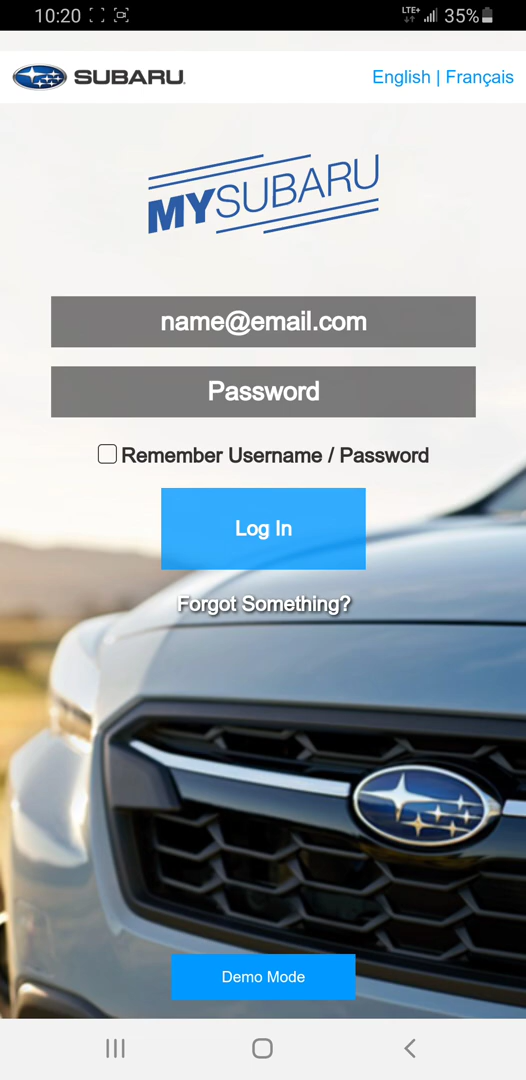 10:20 LTE+ 35%
SUBARU English | Français
MYSUBARU
name@email.com
Password
Remember Username / Password
Log In
Forgot Something?
Demo Mode